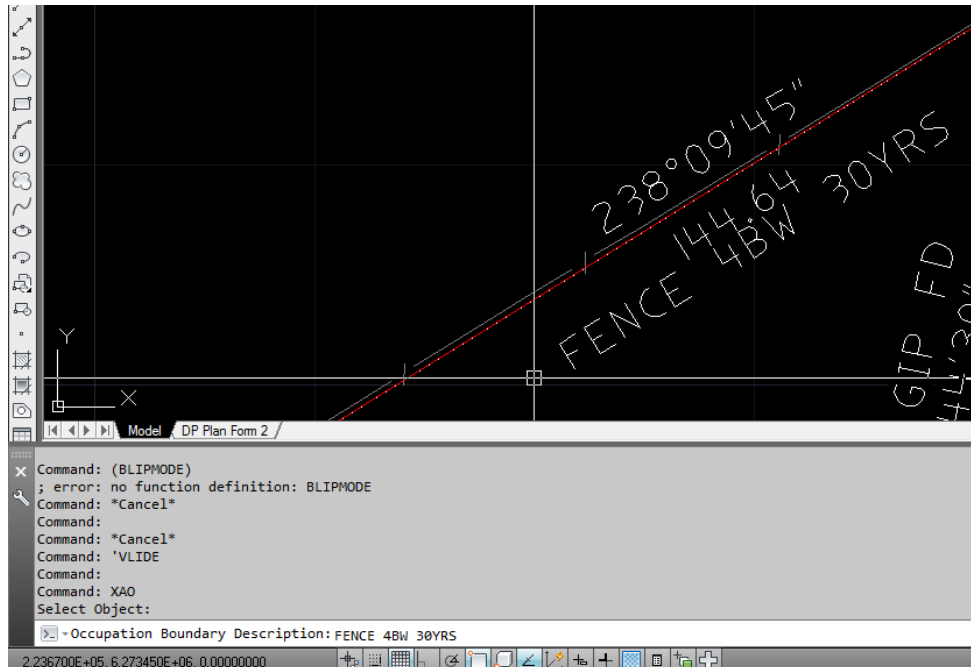 238°09'45"
144.64
FENCE 4BW 30YRS
GIP FD
Y
X
Model DP Plan Form 2
Command: (BLIPMODE)
; error: no function definition: BLIPMODE
Command: *Cancel*
Command:
Command: *Cancel*
Command: 'VLIDE
Command:
Command: XAO
Select Object:
Occupation Boundary Description: FENCE 4BW 30YRS
2.236700E+05, 6.273450E+06, 0.00000000